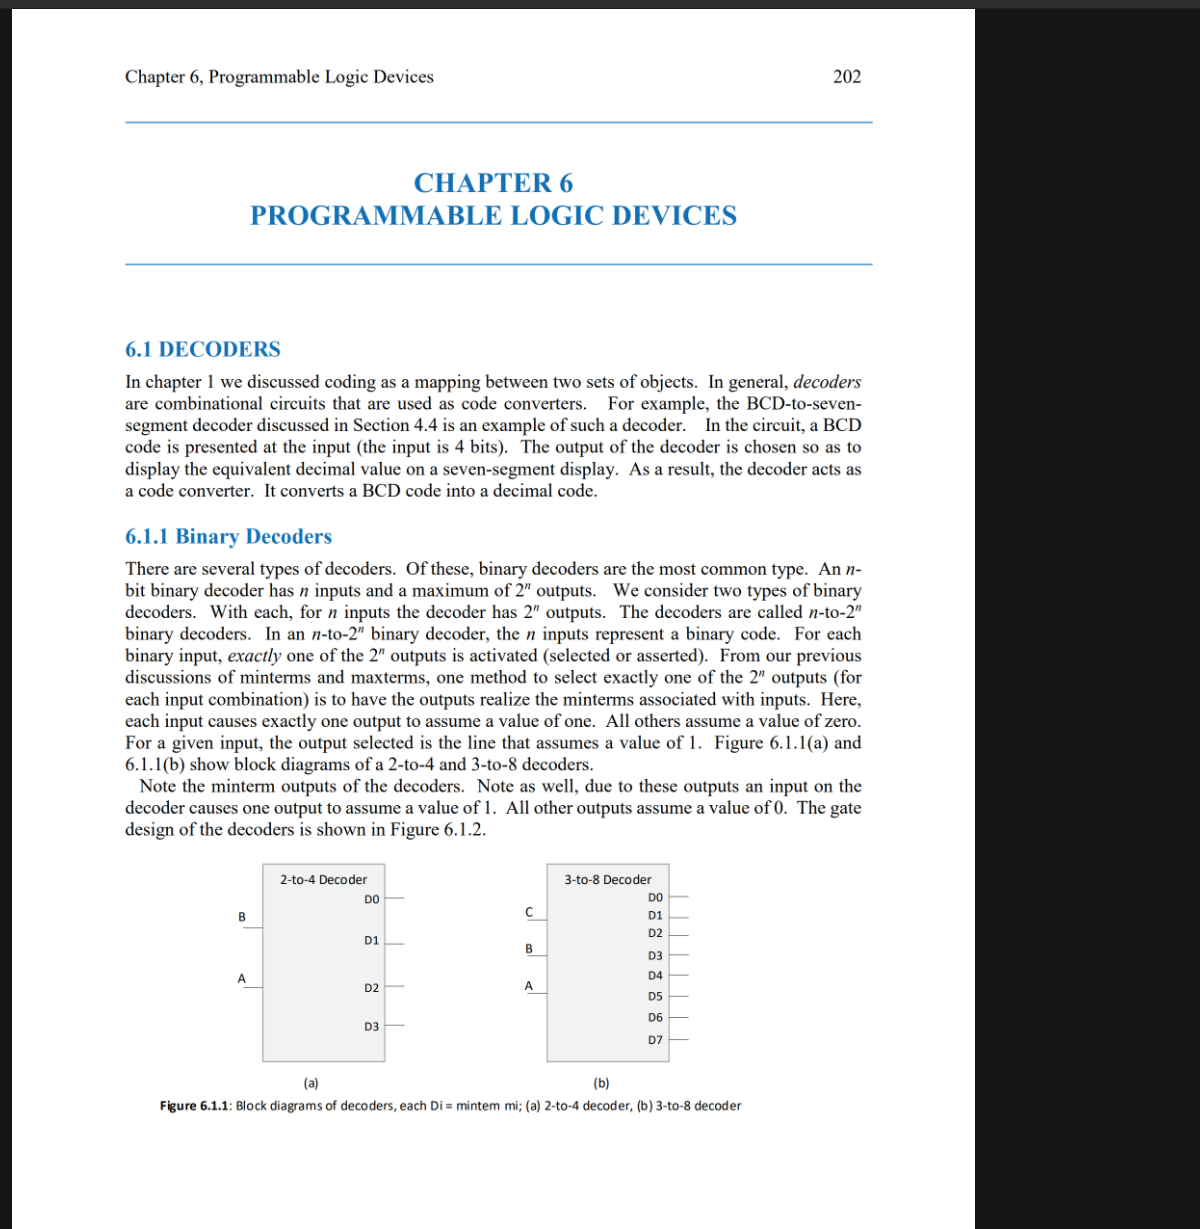 Chapter 6, Programmable Logic Devices 202
CHAPTER 6
PROGRAMMABLE LOGIC DEVICES
6.1 DECODERS
In chapter 1 we discussed coding as a mapping between two sets of objects. In general, decoders
are combinational circuits that are used as code converters. For example, the BCD-to-seven-
segment decoder discussed in Section 4.4 is an example of such a decoder. In the circuit, a BCD
code is presented at the input (the input is 4 bits). The output of the decoder is chosen so as to
display the equivalent decimal value on a seven-segment display. As a result, the decoder acts as
a code converter. It converts a BCD code into a decimal code.
6.1.1 Binary Decoders
There are several types of decoders. Of these, binary decoders are the most common type. An n-
bit binary decoder has n inputs and a maximum of 2ⁿ outputs. We consider two types of binary
decoders. With each, for n inputs the decoder has 2ⁿ outputs. The decoders are called n-to-2ⁿ
binary decoders. In an n-to-2ⁿ binary decoder, the n inputs represent a binary code. For each
binary input, exactly one of the 2ⁿ outputs is activated (selected or asserted). From our previous
discussions of minterms and maxterms, one method to select exactly one of the 2ⁿ outputs (for
each input combination) is to have the outputs realize the minterms associated with inputs. Here,
each input causes exactly one output to assume a value of one. All others assume a value of zero.
For a given input, the output selected is the line that assumes a value of 1. Figure 6.1.1(a) and
6.1.1(b) show block diagrams of a 2-to-4 and 3-to-8 decoders.
Note the minterm outputs of the decoders. Note as well, due to these outputs an input on the
decoder causes one output to assume a value of 1. All other outputs assume a value of 0. The gate
design of the decoders is shown in Figure 6.1.2.
2-to-4 Decoder
D0
B
D1
A
D2
D3
(a)
3-to-8 Decoder
D0
C
D1
D2
B
D3
D4
A
D5
D6
D7
(b)
Figure 6.1.1: Block diagrams of decoders, each Di = mintem mi; (a) 2-to-4 decoder, (b) 3-to-8 decoder